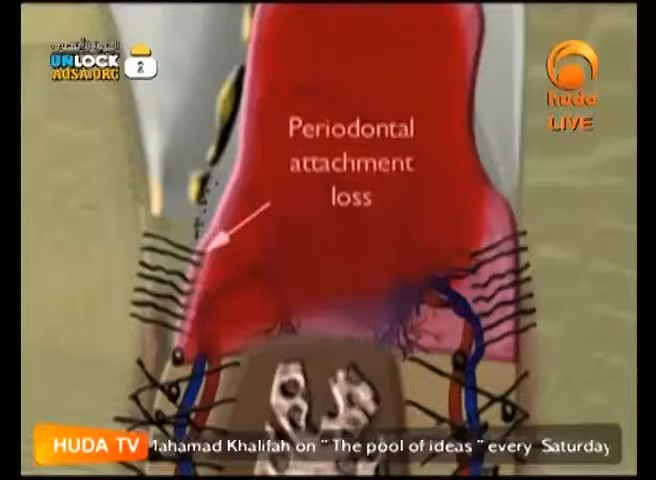 UNLOCK
AQSA.ORG
2
huda
LIVE
Periodontal
attachment
loss
HUDA TV
Mahamad Khalifah on " The pool of ideas " every Saturday